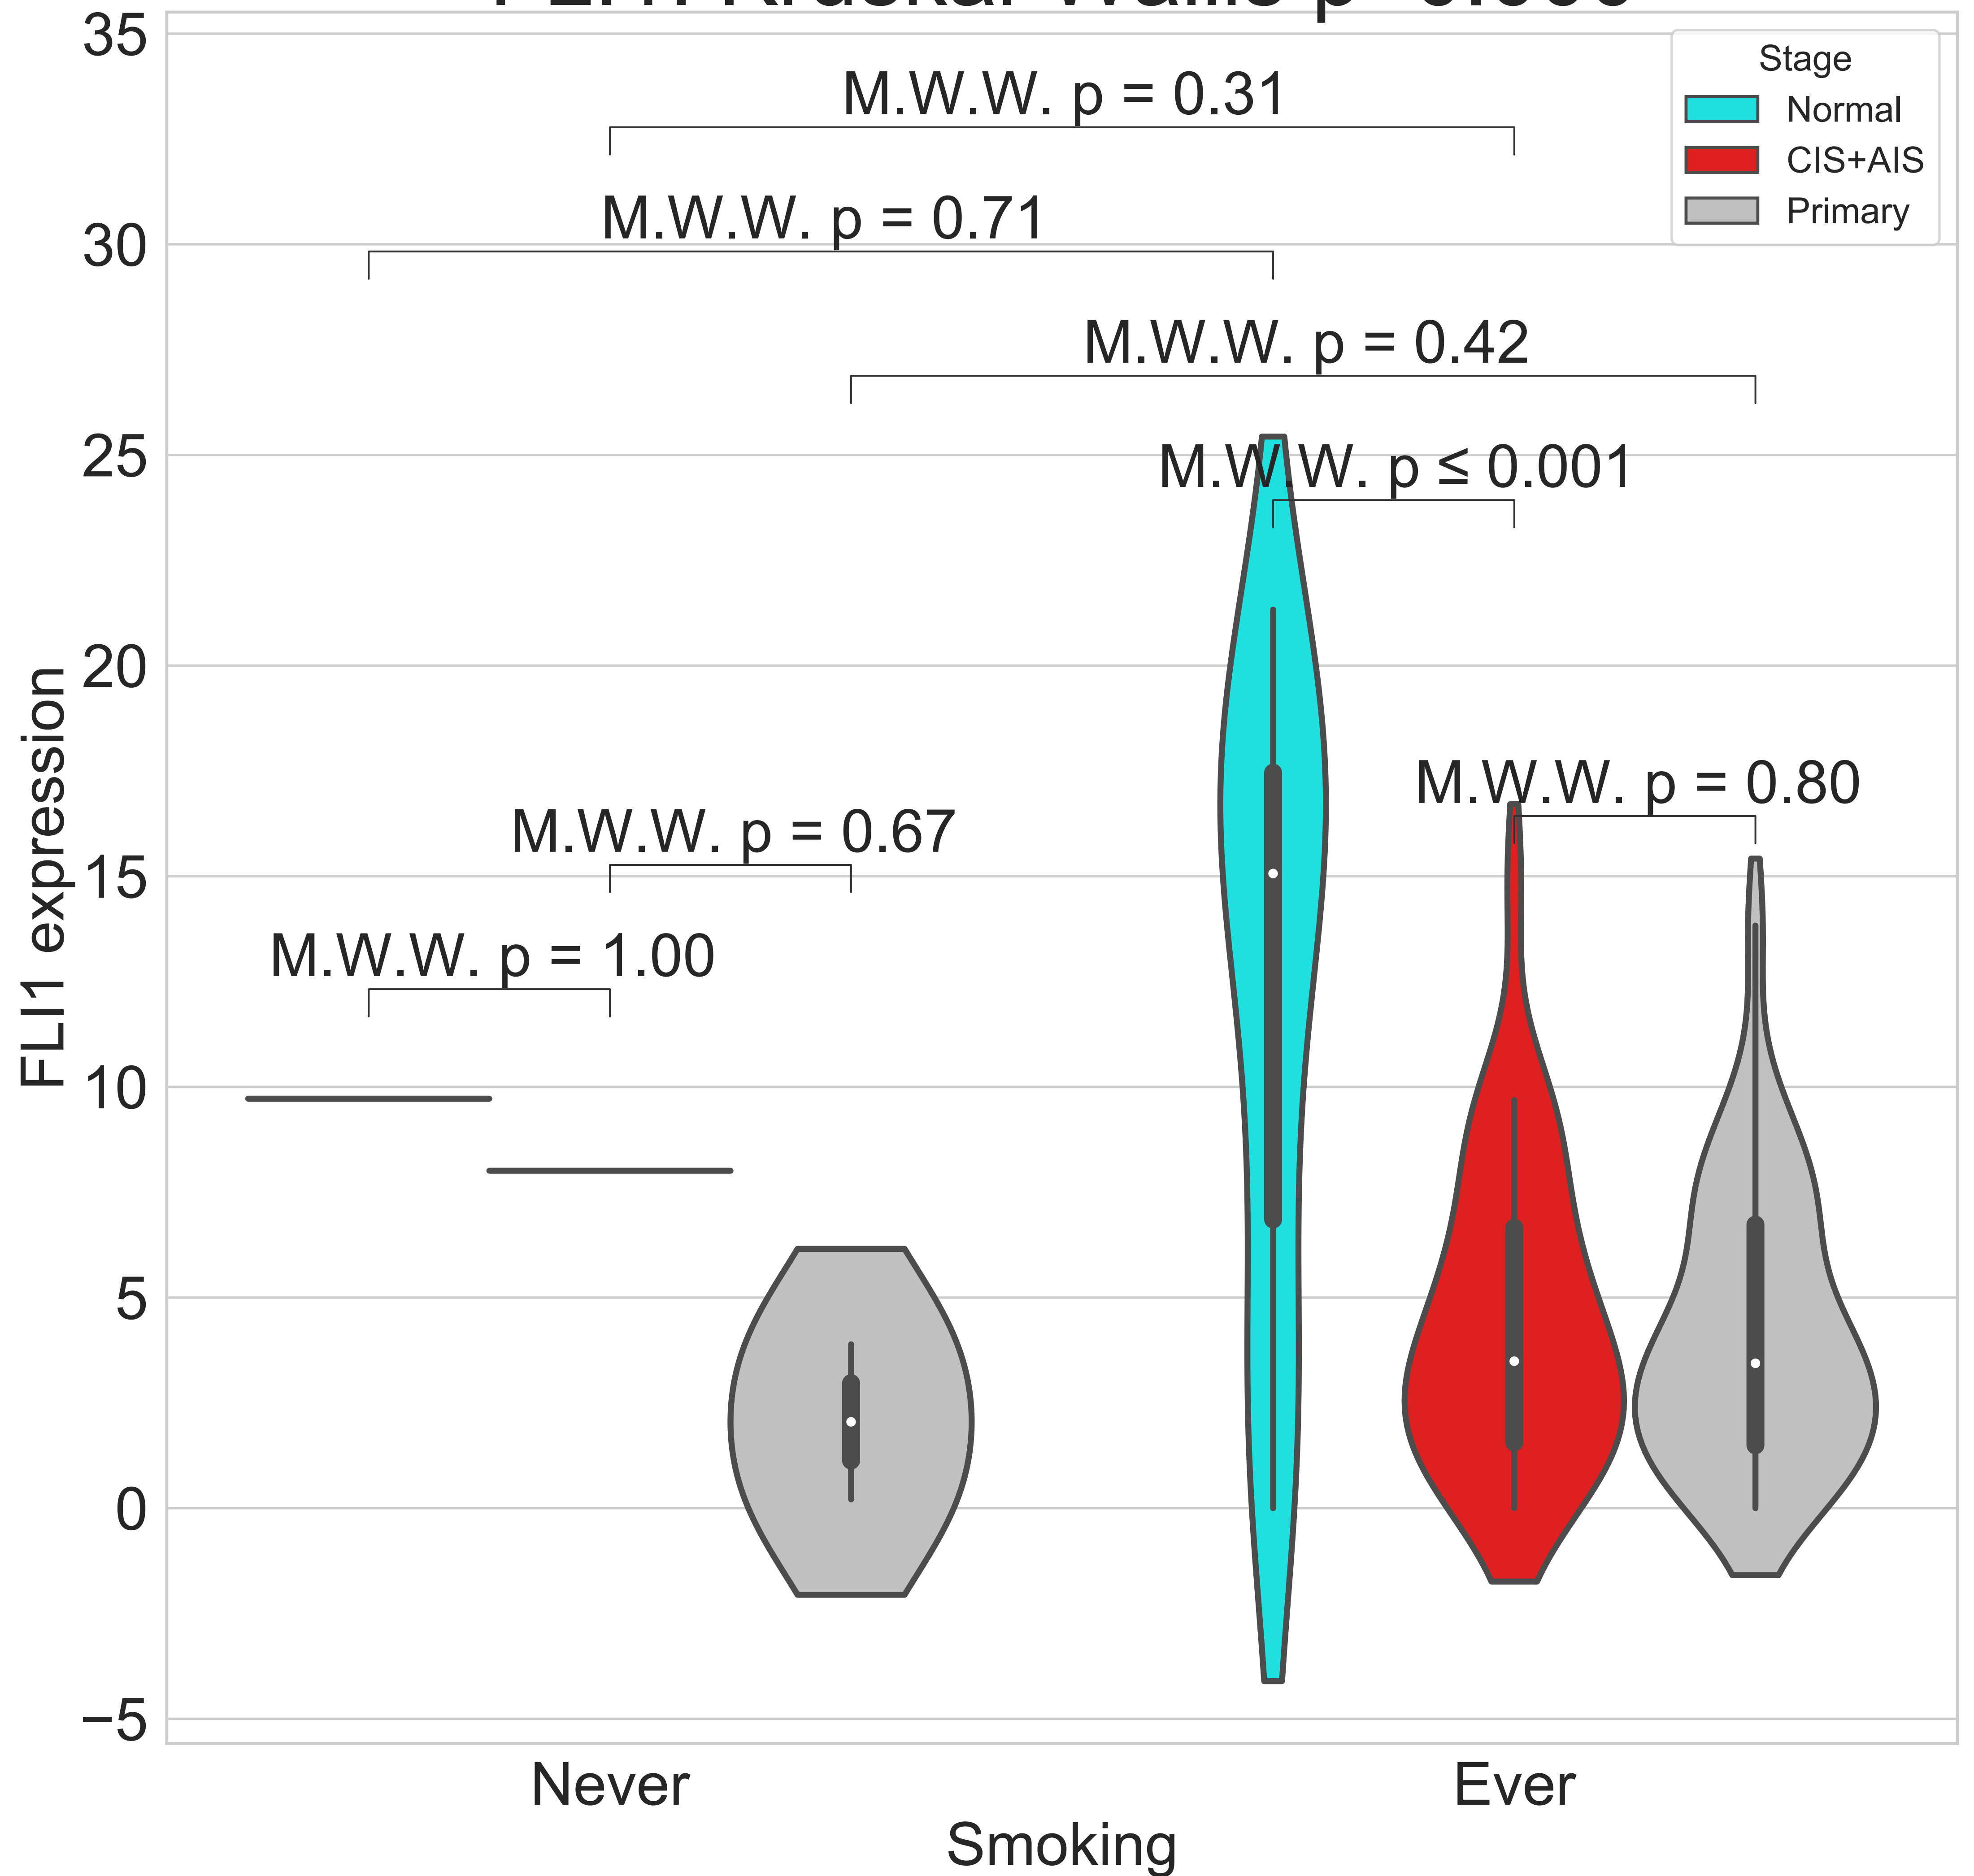 35
30
25
20
15
10
5
0
−5
FLI1 expression
M.W.W. p = 0.31
M.W.W. p = 0.71
M.W.W. p = 0.42
M.W.W. p ≤ 0.001
M.W.W. p = 0.80
M.W.W. p = 0.67
M.W.W. p = 1.00
Stage
Normal
CIS+AIS
Primary
Never
Ever
Smoking